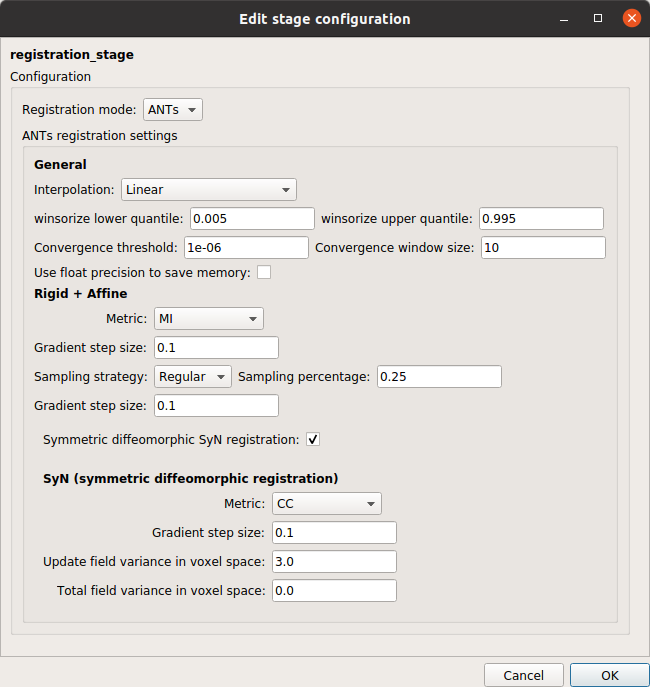 Edit stage configuration
registration_stage
Configuration
Registration mode: ANTs
ANTs registration settings
General
Interpolation: Linear
winsorize lower quantile: 0.005 winsorize upper quantile: 0.995
Convergence threshold: 1e-06 Convergence window size: 10
Use float precision to save memory:
Rigid + Affine
Metric: MI
Gradient step size: 0.1
Sampling strategy: Regular Sampling percentage: 0.25
Gradient step size: 0.1
Symmetric diffeomorphic SyN registration:
SyN (symmetric diffeomorphic registration)
Metric: CC
Gradient step size: 0.1
Update field variance in voxel space: 3.0
Total field variance in voxel space: 0.0
Cancel OK